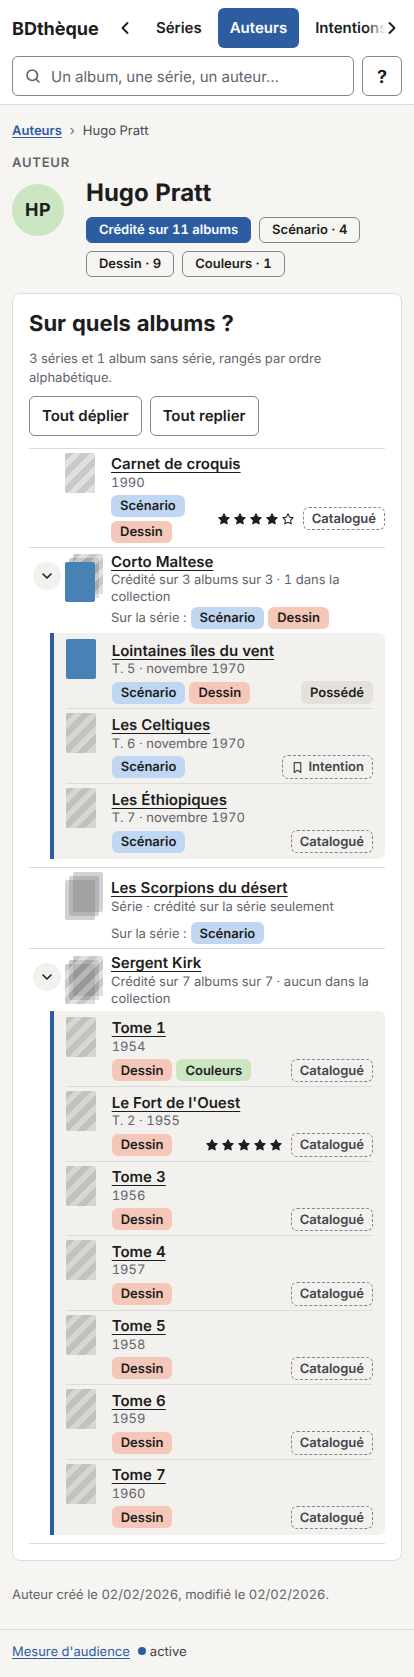 BDthèque
Séries
Auteurs
Intentions
Un album, une série, un auteur...
?
Auteurs › Hugo Pratt
AUTEUR
HP
Hugo Pratt
Crédité sur 11 albums
Scénario · 4
Dessin · 9
Couleurs · 1
Sur quels albums ?
3 séries et 1 album sans série, rangés par ordre
alphabétique.
Tout déplier
Tout replier
Carnet de croquis
1990
Scénario
Dessin
★★★★☆ Catalogué
Corto Maltese
Crédité sur 3 albums sur 3 · 1 dans la
collection
Sur la série : Scénario Dessin
Lointaines îles du vent
T. 5 · novembre 1970
Scénario Dessin Possédé
Les Celtiques
T. 6 · novembre 1970
Scénario Intention
Les Éthiopiques
T. 7 · novembre 1970
Scénario Catalogué
Les Scorpions du désert
Série · crédité sur la série seulement
Sur la série : Scénario
Sergent Kirk
Crédité sur 7 albums sur 7 · aucun dans la
collection
Tome 1
1954
Dessin Couleurs Catalogué
Le Fort de l'Ouest
T. 2 · 1955
Dessin ★★★★★ Catalogué
Tome 3
1956
Dessin Catalogué
Tome 4
1957
Dessin Catalogué
Tome 5
1958
Dessin Catalogué
Tome 6
1959
Dessin Catalogué
Tome 7
1960
Dessin Catalogué
Auteur créé le 02/02/2026, modifié le 02/02/2026.
Mesure d'audience active